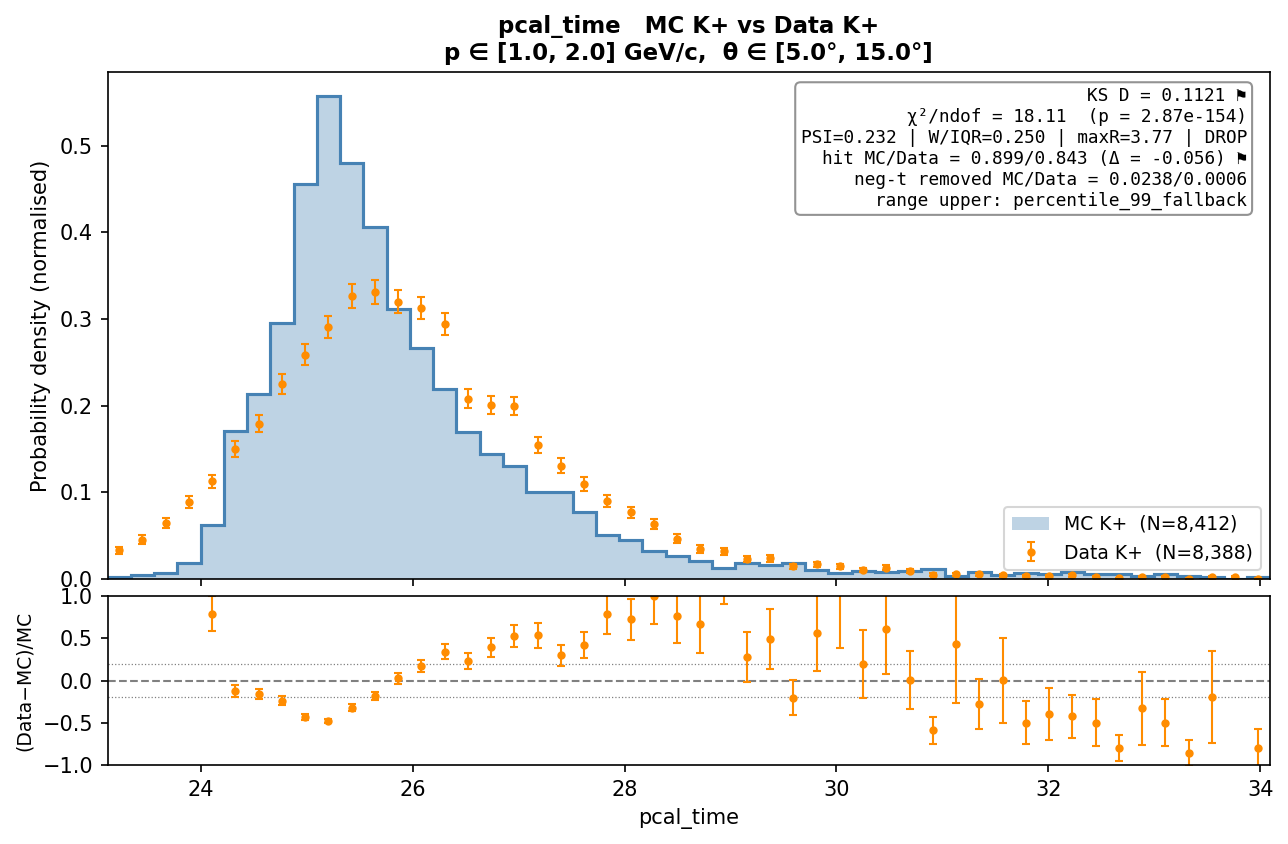 pcal_time   MC K+ vs Data K+
p ∈ [1.0, 2.0] GeV/c,  θ ∈ [5.0°, 15.0°]
KS D = 0.1121 ⚑
χ²/ndof = 18.11  (p = 2.87e-154)
PSI=0.232 | W/IQR=0.250 | maxR=3.77 | DROP
hit MC/Data = 0.899/0.843 (Δ = -0.056) ⚑
neg-t removed MC/Data = 0.0238/0.0006
range upper: percentile_99_fallback
Probability density (normalised)
0.5
0.4
0.3
0.2
0.1
0.0
MC K+  (N=8,412)
Data K+  (N=8,388)
(Data−MC)/MC
1.0
0.5
0.0
−0.5
−1.0
24 26 28 30 32 34
pcal_time